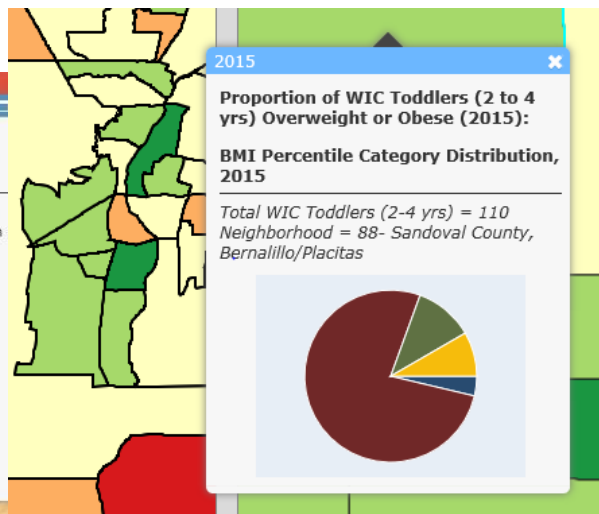 2015
Proportion of WIC Toddlers (2 to 4
yrs) Overweight or Obese (2015):
BMI Percentile Category Distribution,
2015
Total WIC Toddlers (2-4 yrs) = 110
Neighborhood = 88- Sandoval County,
Bernalillo/Placitas